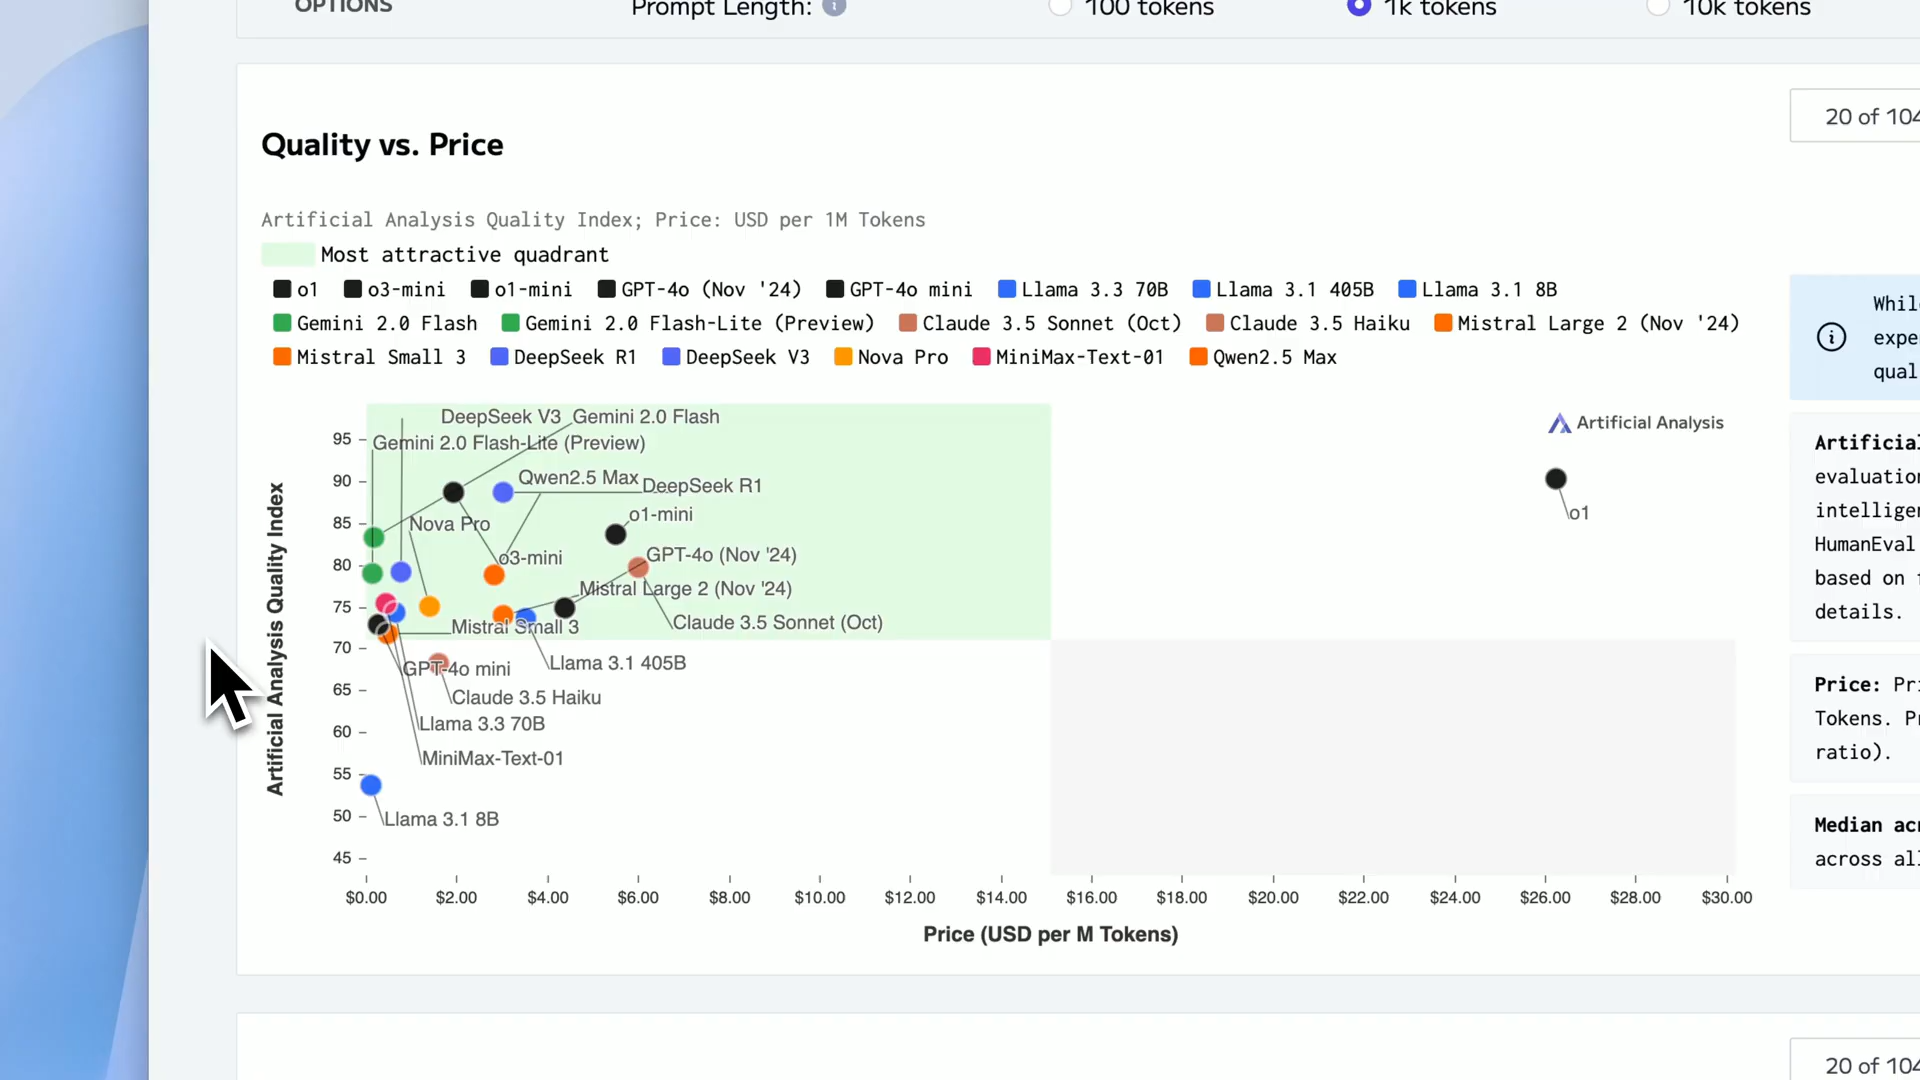 OPTIONS
Prompt Length:
100 tokens
1k tokens
10k tokens
20 of 104
Quality vs. Price
Artificial Analysis Quality Index; Price: USD per 1M Tokens
Most attractive quadrant
o1 o3-mini o1-mini GPT-4o (Nov '24) GPT-4o mini Llama 3.3 70B Llama 3.1 405B Llama 3.1 8B
Gemini 2.0 Flash Gemini 2.0 Flash-Lite (Preview) Claude 3.5 Sonnet (Oct) Claude 3.5 Haiku Mistral Large 2 (Nov '24)
Mistral Small 3 DeepSeek R1 DeepSeek V3 Nova Pro MiniMax-Text-01 Qwen2.5 Max
Artificial Analysis Quality Index
95
90
85
80
75
70
65
60
55
50
45
DeepSeek V3
Gemini 2.0 Flash
Gemini 2.0 Flash-Lite (Preview)
Qwen2.5 Max
DeepSeek R1
o1-mini
Nova Pro
o3-mini
GPT-4o (Nov '24)
Mistral Large 2 (Nov '24)
Mistral Small 3
Claude 3.5 Sonnet (Oct)
GPT-4o mini
Llama 3.1 405B
Claude 3.5 Haiku
Llama 3.3 70B
MiniMax-Text-01
Llama 3.1 8B
Artificial Analysis
o1
$0.00 $2.00 $4.00 $6.00 $8.00 $10.00 $12.00 $14.00 $16.00 $18.00 $20.00 $22.00 $24.00 $26.00 $28.00 $30.00
Price (USD per M Tokens)
Artificial
evaluation
intelligen
HumanEval
based on
details.
Price: Pri
Tokens. Pr
ratio).
Median acr
across all
20 of 104